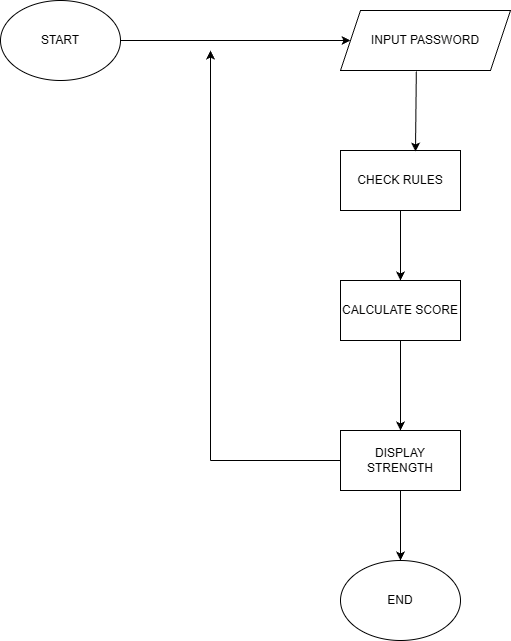 START
INPUT PASSWORD
CHECK RULES
CALCULATE SCORE
DISPLAY
STRENGTH
END